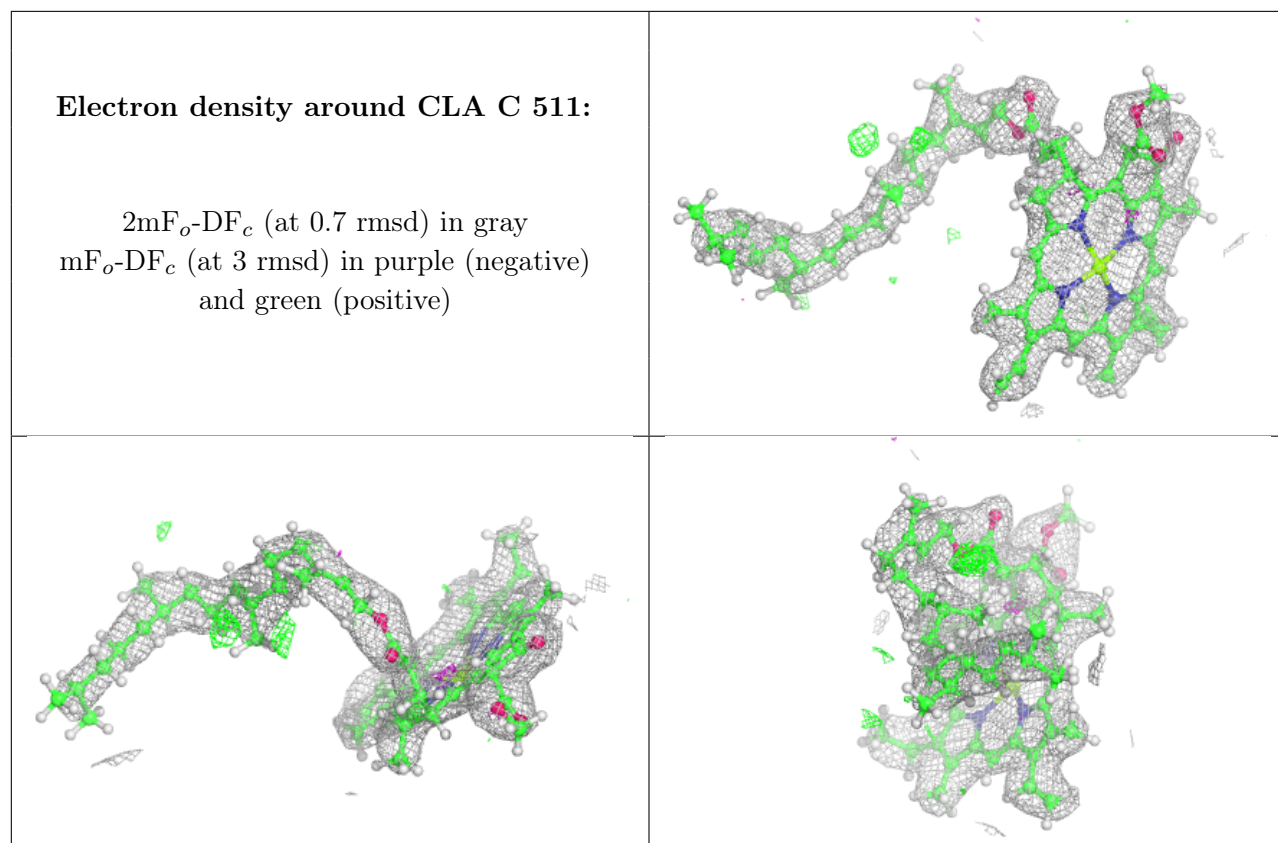 Electron density around CLA C 511:
2mFo-DFc (at 0.7 rmsd) in gray
mFo-DFc (at 3 rmsd) in purple (negative)
and green (positive)